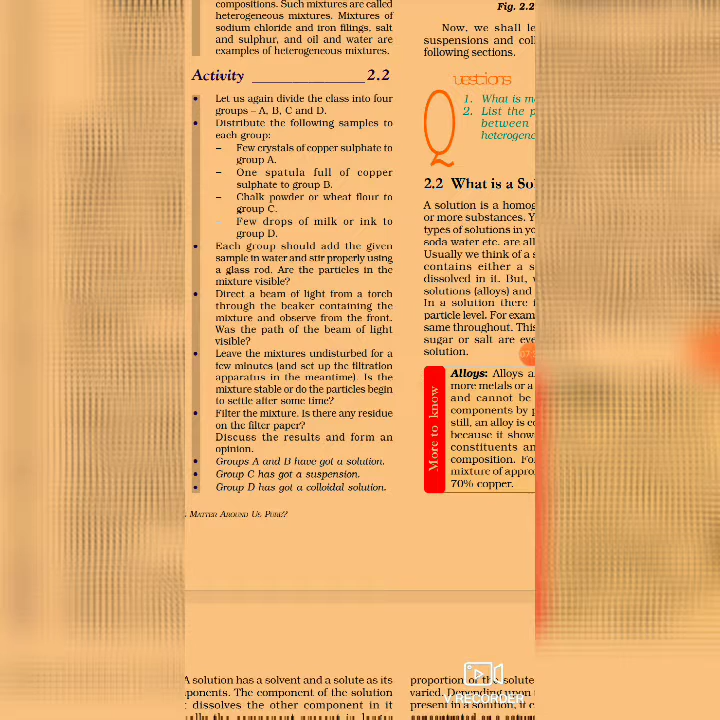 compositions. Such mixtures are called
heterogeneous mixtures. Mixtures of
sodium chloride and iron filings, salt
and sulphur, and oil and water are
examples of heterogeneous mixtures.
Activity 2.2
• Let us again divide the class into four
groups – A, B, C and D.
• Distribute the following samples to
each group:
– Few crystals of copper sulphate to
group A.
– One spatula full of copper
sulphate to group B.
– Chalk powder or wheat flour to
group C.
– Few drops of milk or ink to
group D.
• Each group should add the given
sample in water and stir properly using
a glass rod. Are the particles in the
mixture visible?
• Direct a beam of light from a torch
through the beaker containing the
mixture and observe from the front.
Was the path of the beam of light
visible?
• Leave the mixtures undisturbed for a
few minutes (and set up the filtration
apparatus in the meantime). Is the
mixture stable or do the particles begin
to settle after some time?
• Filter the mixture. Is there any residue
on the filter paper?
Discuss the results and form an
opinion.
• Groups A and B have got a solution.
• Group C has got a suspension.
• Group D has got a colloidal solution.
Matter Around Us Pure?
Fig. 2.2
Now, we shall le
suspensions and coll
following sections.
Questions
1. What is m
2. List the p
between
heterogenc
2.2 What is a Sol
A solution is a homog
or more substances. Y
types of solutions in yo
soda water etc. are all
Usually we think of a s
contains either a s
dissolved in it. But,
solutions (alloys) and
In a solution there
particle level. For exam
same throughout. This
sugar or salt are eve
solution.
More to know
Alloys: Alloys a
more metals or a
and cannot be
components by p
still, an alloy is co
because it show
constituents an
composition. Fo
mixture of appro
70% copper.
A solution has a solvent and a solute as its
ponents. The component of the solution
dissolves the other component in it
proportion of the solute
varied. Depending upon
present in a solution, it c
V RECORDER